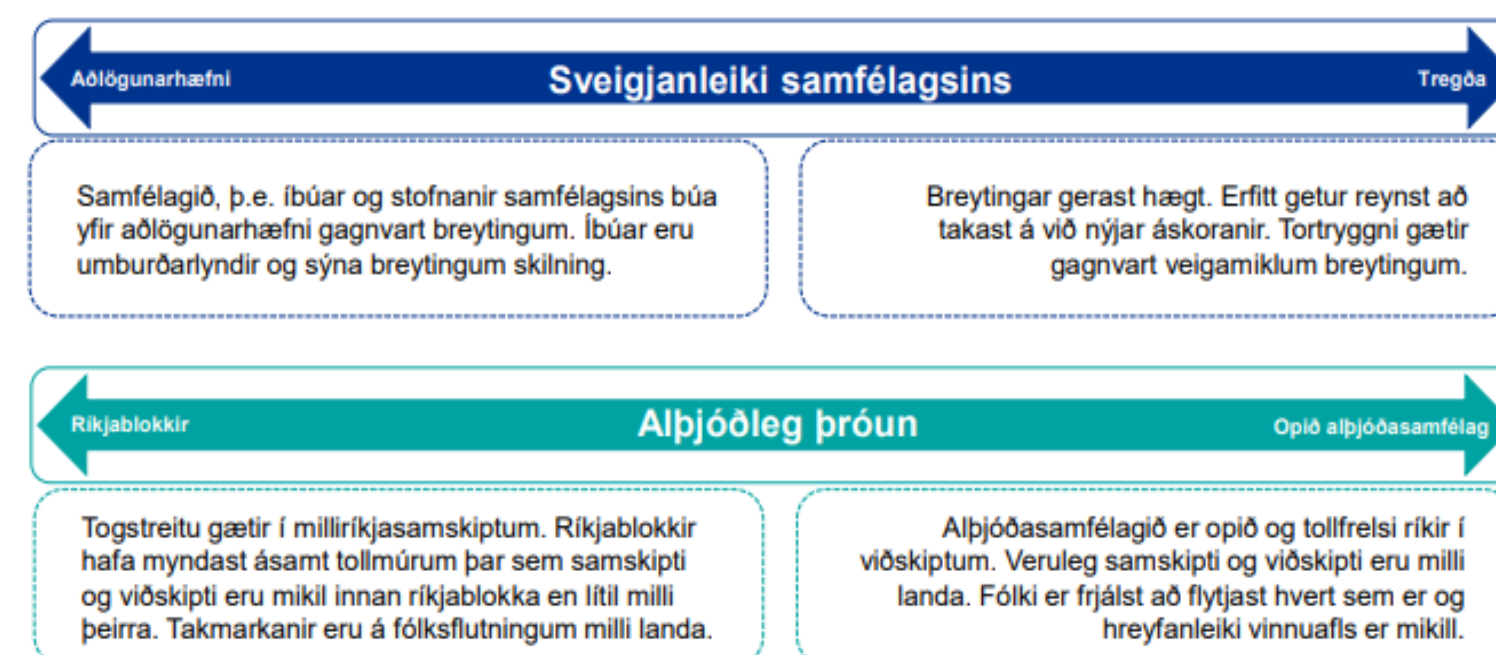 Aðlögunarhæfni Sveigjanleiki samfélagsins Tregða
Samfélagið, þ.e. íbúar og stofnanir samfélagsins búa
yfir aðlögunarhæfni gagnvart breytingum. Íbúar eru
umburðarlyndir og sýna breytingum skilning.
Breytingar gerast hægt. Erfitt getur reynst að
takast á við nýjar áskoranir. Tortryggni gætir
gagnvart veigamiklum breytingum.
Ríkjablokkir Alþjóðleg þróun Opið alþjóðasamfélag
Togstreitu gætir í milliríkjasamskiptum. Ríkjablokkir
hafa myndast ásamt tollmúrum þar sem samskipti
og viðskipti eru mikil innan ríkjablokka en lítil milli
þeirra. Takmarkanir eru á fólksflutningum milli landa.
Alþjóðasamfélagið er opið og tollfrelsi ríkir í
viðskiptum. Veruleg samskipti og viðskipti eru milli
landa. Fólki er frjálst að flytjast hvert sem er og
hreyfanleiki vinnuafls er mikill.